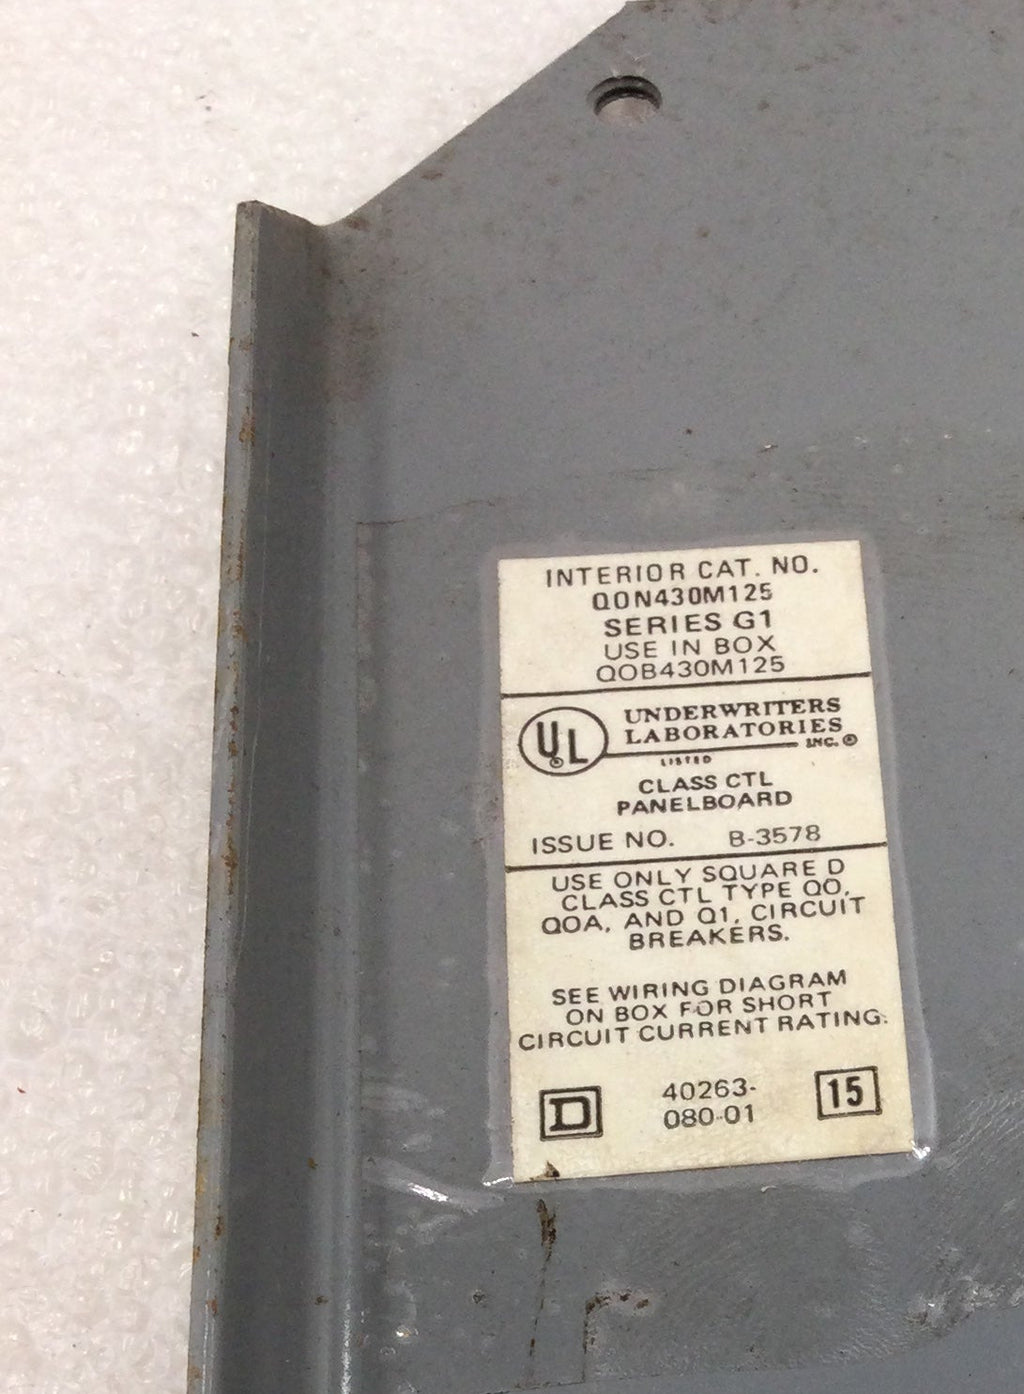 INTERIOR CAT. NO.
QON430M125
SERIES G1
USE IN BOX
QOB430M125
UL
®
UNDERWRITERS
LABORATORIES
INC.®
LISTED
CLASS CTL
PANELBOARD
ISSUE NO. B-3578
USE ONLY SQUARE D
CLASS CTL TYPE QO,
QOA, AND Q1, CIRCUIT
BREAKERS.
SEE WIRING DIAGRAM
ON BOX FOR SHORT
CIRCUIT CURRENT RATING.
D
40263-
080-01
15